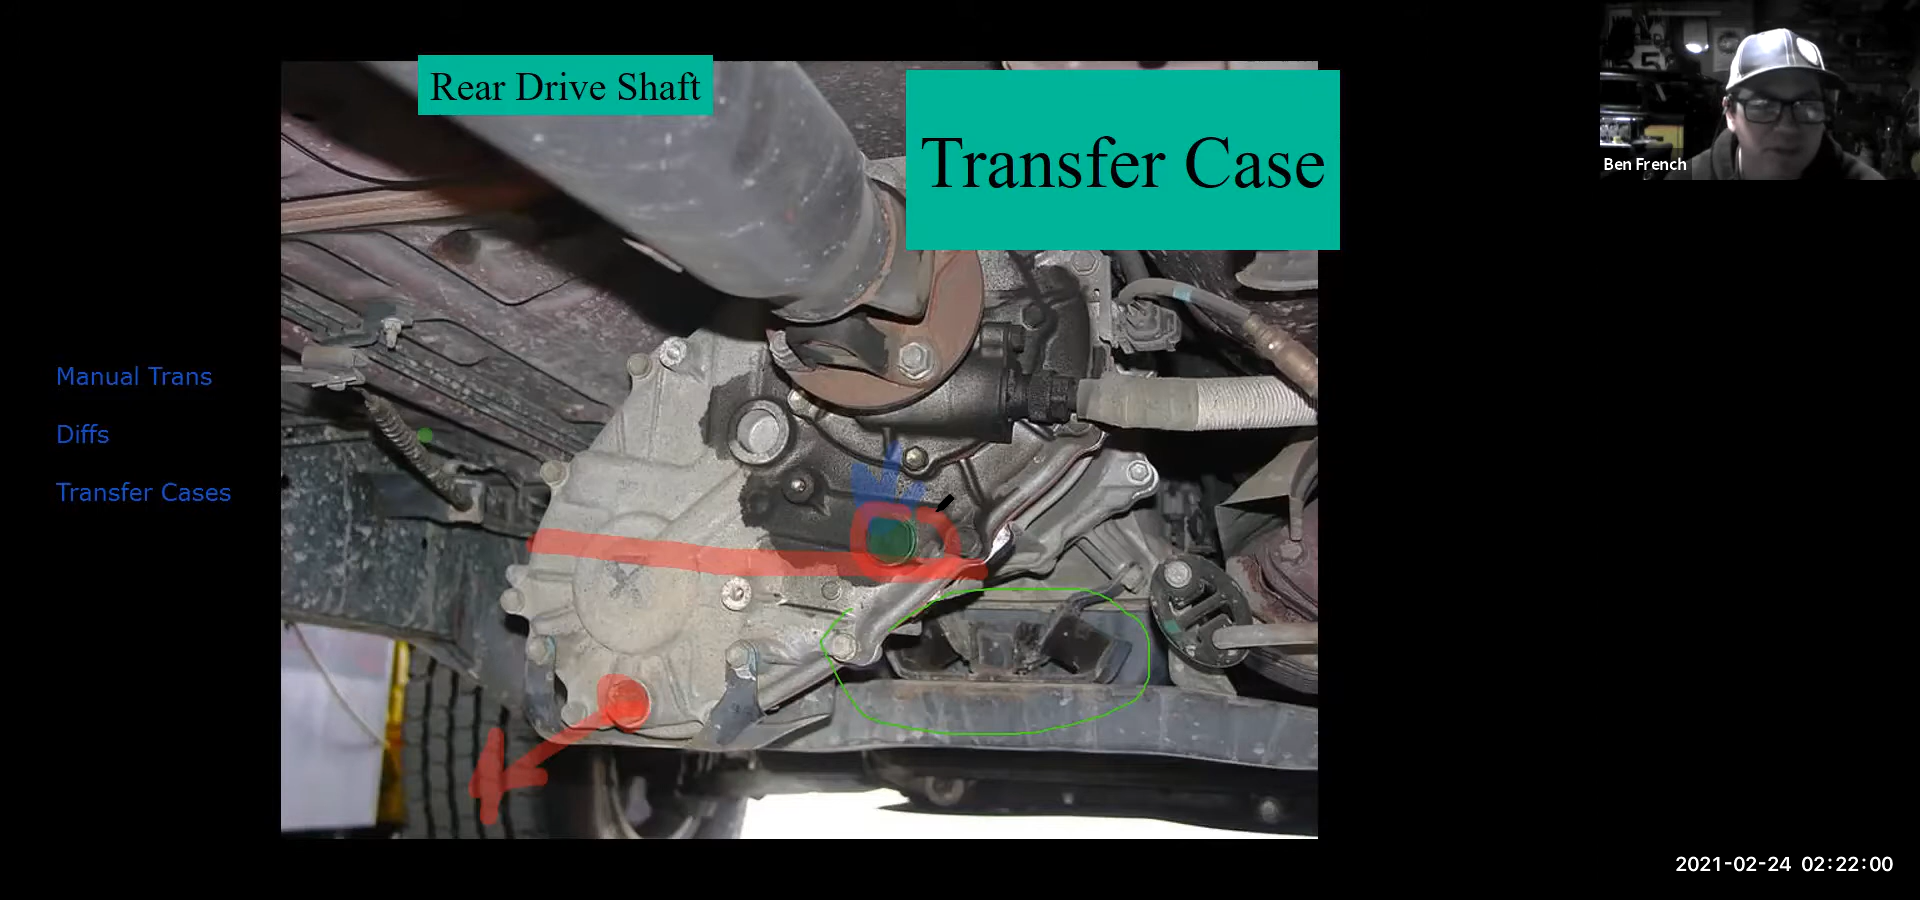 Rear Drive Shaft
Transfer Case
Ben French
Manual Trans
Diffs
Transfer Cases
2021-02-24 02:22:00